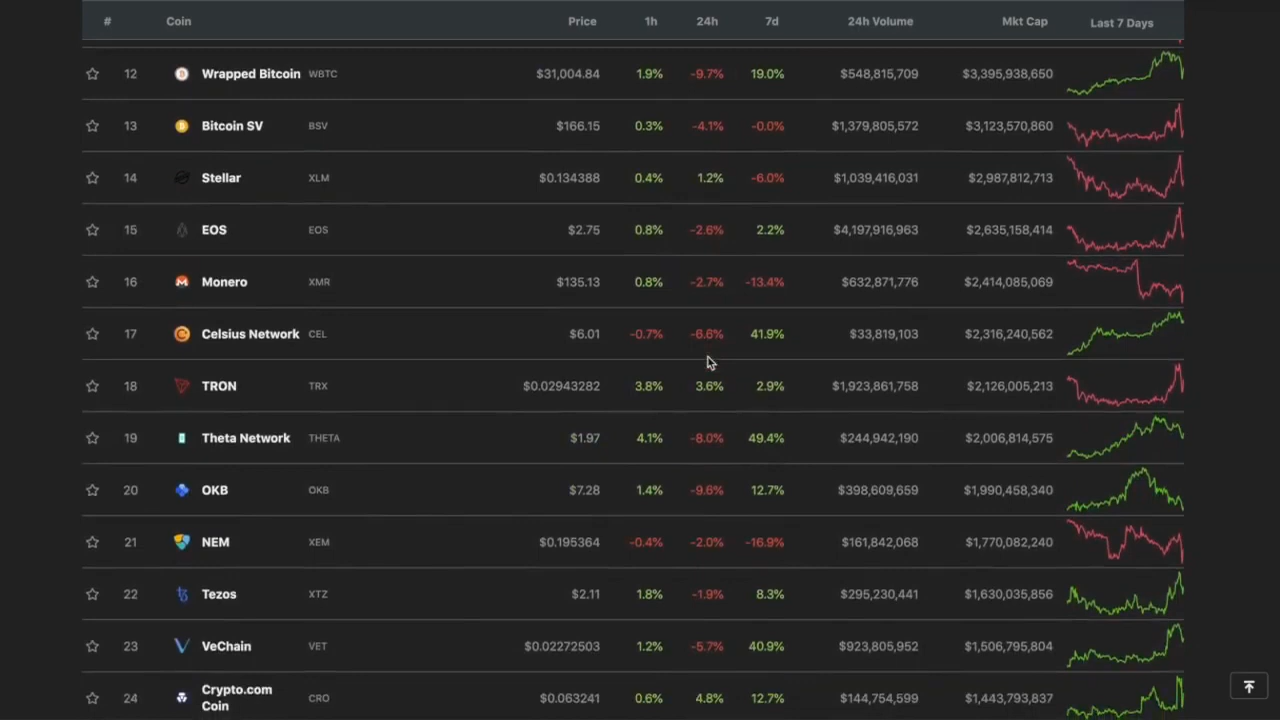 # Coin Price 1h 24h 7d 24h Volume Mkt Cap Last 7 Days
12 Wrapped Bitcoin WBTC $31,004.84 1.9% -9.7% 19.0% $548,815,709 $3,395,938,650
13 Bitcoin SV BSV $166.15 0.3% -4.1% -0.0% $1,379,805,572 $3,123,570,860
14 Stellar XLM $0.134388 0.4% 1.2% -6.0% $1,039,416,031 $2,987,812,713
15 EOS EOS $2.75 0.8% -2.6% 2.2% $4,197,916,963 $2,635,158,414
16 Monero XMR $135.13 0.8% -2.7% -13.4% $632,871,776 $2,414,085,069
17 Celsius Network CEL $6.01 -0.7% -6.6% 41.9% $33,819,103 $2,316,240,562
18 TRON TRX $0.02943282 3.8% 3.6% 2.9% $1,923,861,758 $2,126,005,213
19 Theta Network THETA $1.97 4.1% -8.0% 49.4% $244,942,190 $2,006,814,575
20 OKB OKB $7.28 1.4% -9.6% 12.7% $398,609,659 $1,990,458,340
21 NEM XEM $0.195364 -0.4% -2.0% -16.9% $161,842,068 $1,770,082,240
22 Tezos XTZ $2.11 1.8% -1.9% 8.3% $295,230,441 $1,630,035,856
23 VeChain VET $0.02272503 1.2% -5.7% 40.9% $923,805,952 $1,506,795,804
24 Crypto.com Coin CRO $0.063241 0.6% 4.8% 12.7% $144,754,599 $1,443,793,837